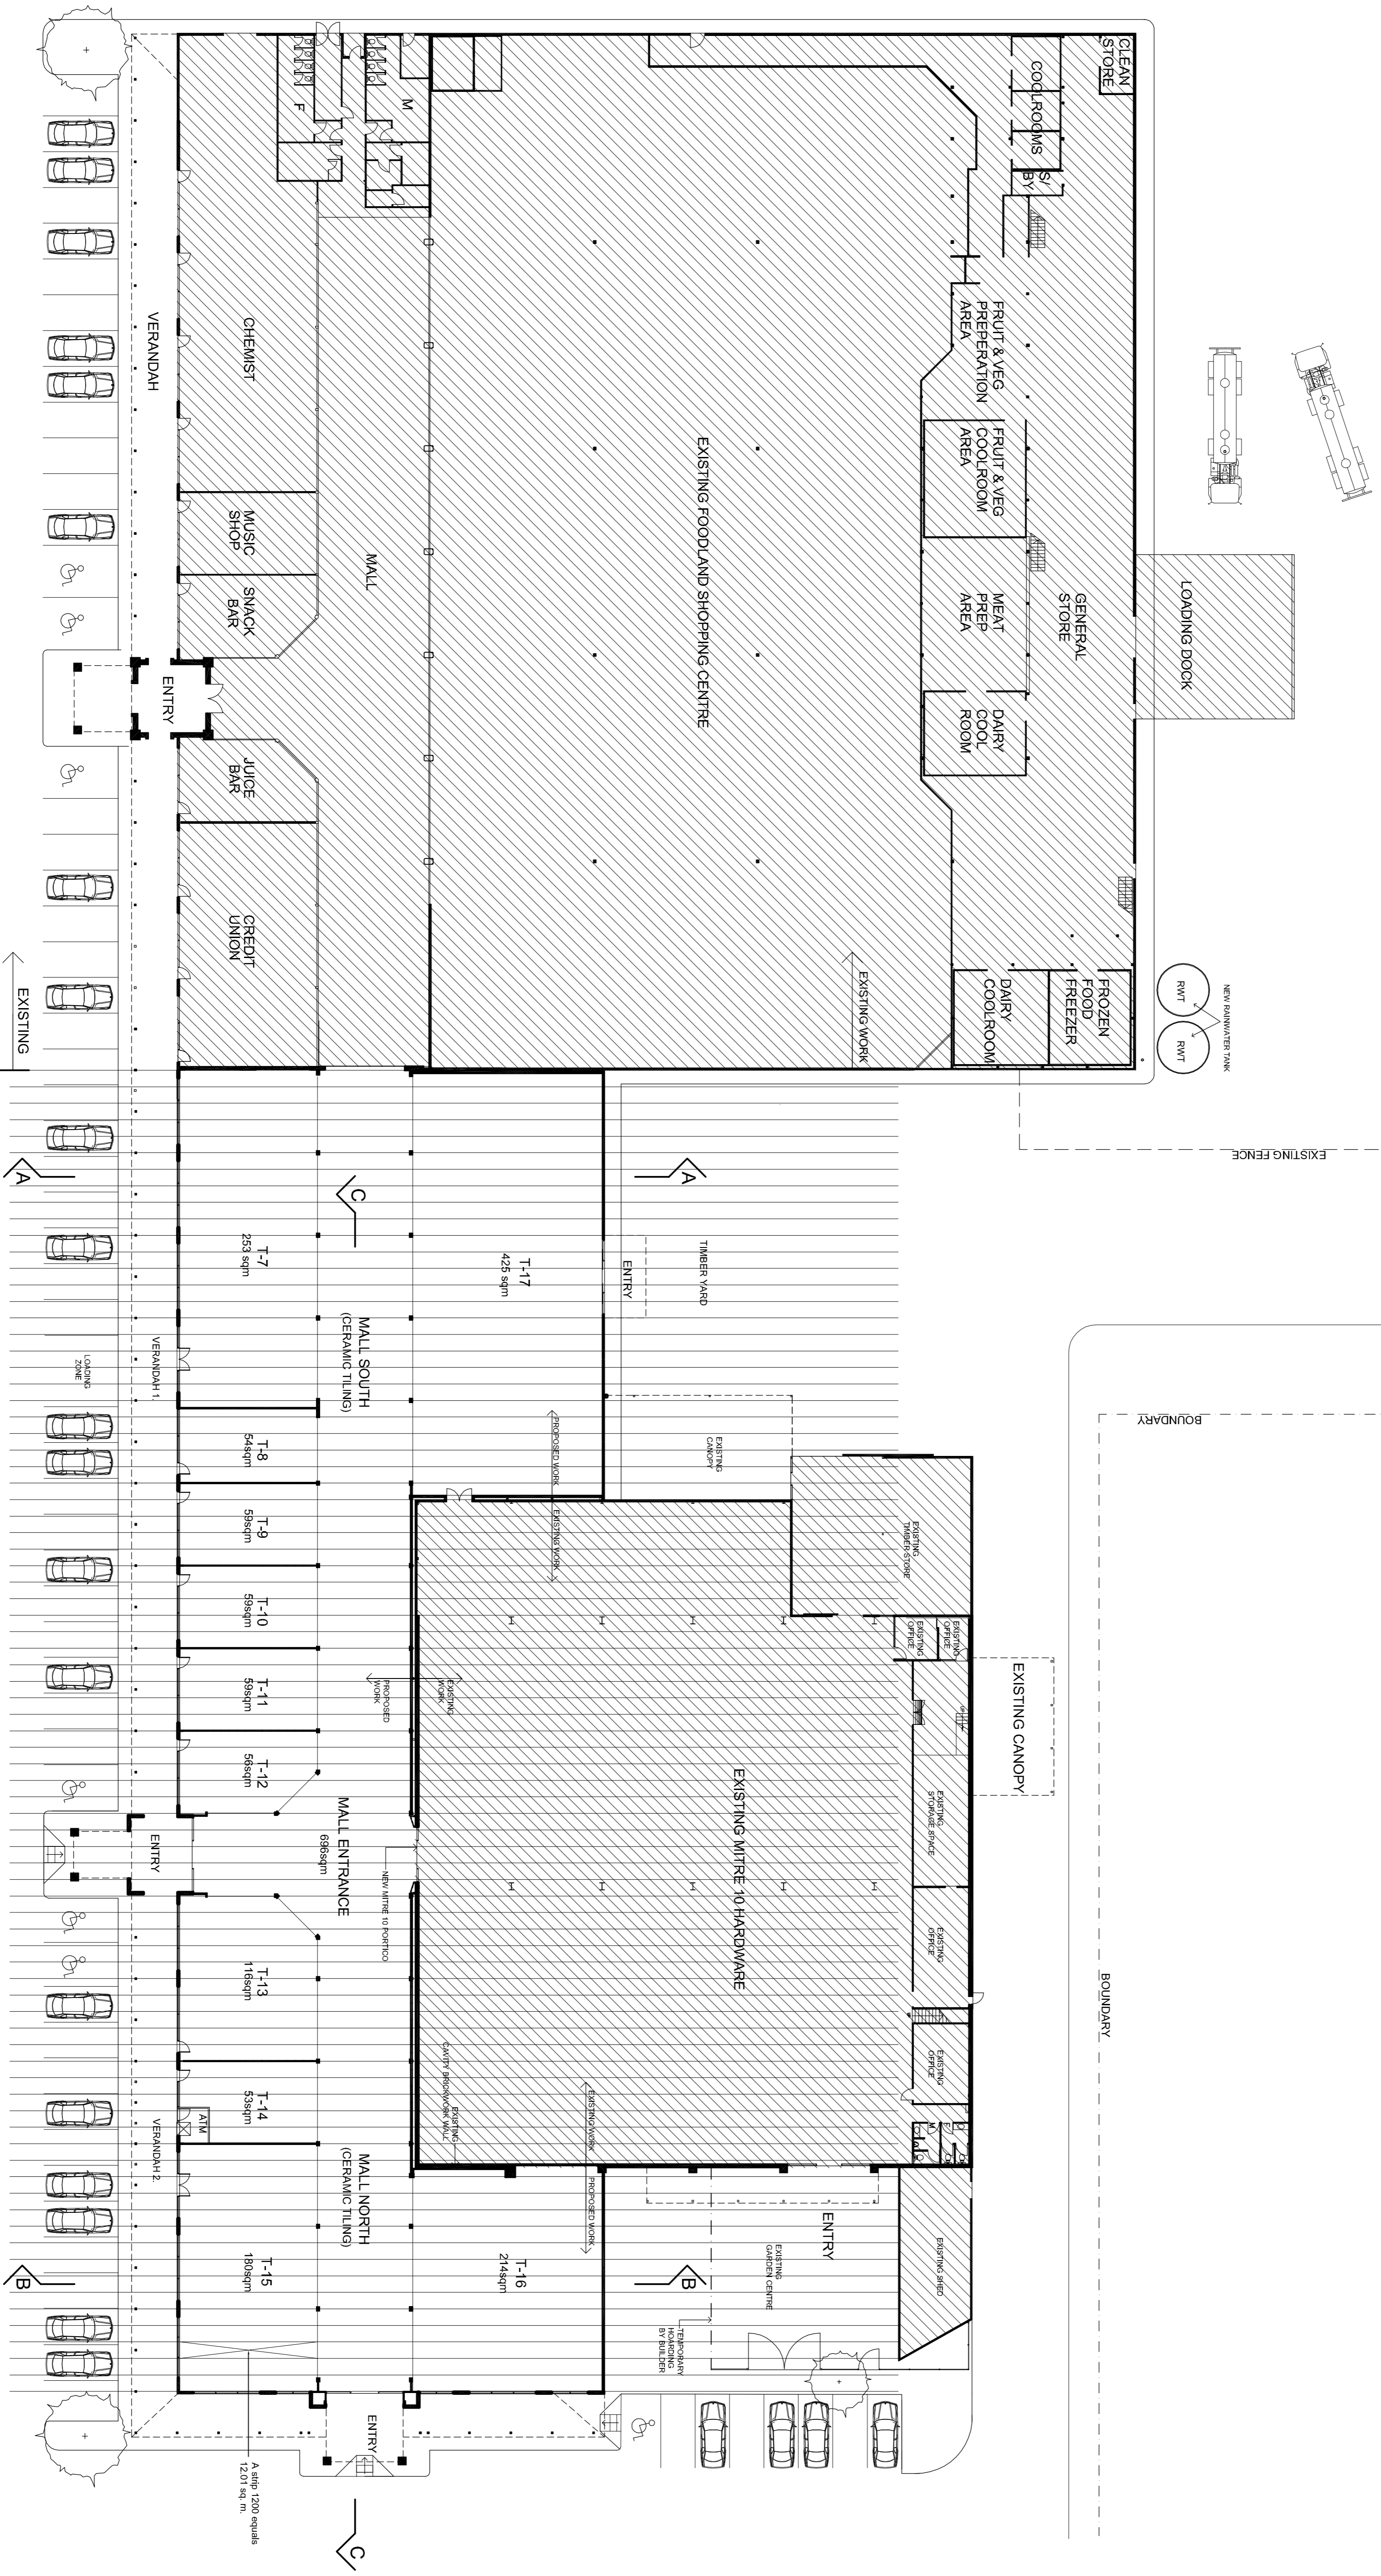 CLEAN
STORE
COOLROOMS
S/
BY
M
F
FRUIT & VEG
PREPERATION
AREA
FRUIT & VEG
COOLROOM
AREA
MEAT
PREP
AREA
DAIRY
COOL
ROOM
GENERAL
STORE
LOADING DOCK
EXISTING FOODLAND SHOPPING CENTRE
CHEMIST
VERANDAH
MUSIC
SHOP
SNACK
BAR
MALL
ENTRY
JUICE
BAR
CREDIT
UNION
EXISTING
EXISTING WORK
DAIRY
COOLROOM
FROZEN
FOOD
FREEZER
RWT
RWT
NEW RAINWATER TANK
EXISTING FENCE
A
A
C
T-7
253 sqm
T-17
425 sqm
ENTRY
TIMBER YARD
MALL SOUTH
(CERAMIC TILING)
VERANDAH 1.
LOADING
ZONE
BOUNDARY
T-8
54sqm
PROPOSED WORK
EXISTING WORK
EXISTING
CANOPY
T-9
59sqm
EXISTING
TIMBER STORE
T-10
59sqm
EXISTING
OFFICE
EXISTING
OFFICE
EXISTING CANOPY
T-11
59sqm
EXISTING
WORK
PROPOSED
WORK
T-12
56sqm
EXISTING
STORAGE SPACE
EXISTING MITRE 10 HARDWARE
ENTRY
MALL ENTRANCE
696sqm
NEW MITRE 10 PORTICO
EXISTING
OFFICE
BOUNDARY
T-13
116sqm
EXISTING
OFFICE
T-14
53sqm
ATM
EXISTING
CAVITY BRICKWORK WALL
EXISTING WORK
PROPOSED WORK
M
F
VERANDAH 2.
MALL NORTH
(CERAMIC TILING)
ENTRY
EXISTING
GARDEN CENTRE
EXISTING SHED
T-15
180sqm
T-16
214sqm
B
B
TEMPORARY
HOARDING
BY BUILDER
ENTRY
A strip 1200 equals
12.01 sq. m.
C